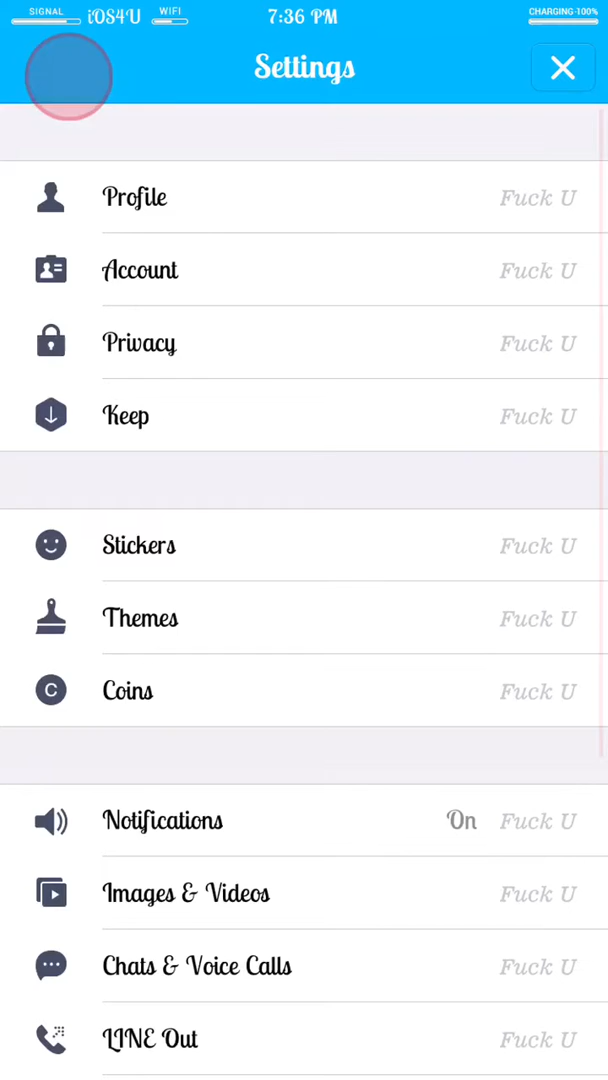 SIGNAL iOS4U WIFI 7:36 PM CHARGING 100%
Settings
Profile Fuck U
Account Fuck U
Privacy Fuck U
Keep Fuck U
Stickers Fuck U
Themes Fuck U
C Coins Fuck U
Notifications On Fuck U
Images & Videos Fuck U
Chats & Voice Calls Fuck U
LINE Out Fuck U